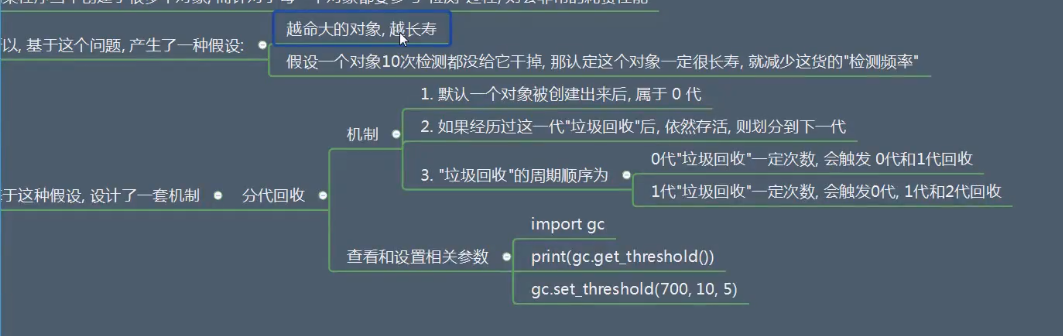 越命大的对象, 越长寿
以, 基于这个问题, 产生了一种假设:
假设一个对象10次检测都没给它干掉, 那认定这个对象一定很长寿, 就减少这货的"检测频率"
1. 默认一个对象被创建出来后, 属于 0 代
机制
2. 如果经历过这一代"垃圾回收"后, 依然存活, 则划分到下一代
3. "垃圾回收"的周期顺序为
0代"垃圾回收"一定次数, 会触发 0代和1代回收
1代"垃圾回收"一定次数, 会触发0代, 1代和2代回收
于这种假设, 设计了一套机制
分代回收
查看和设置相关参数
import gc
print(gc.get_threshold())
gc.set_threshold(700, 10, 5)